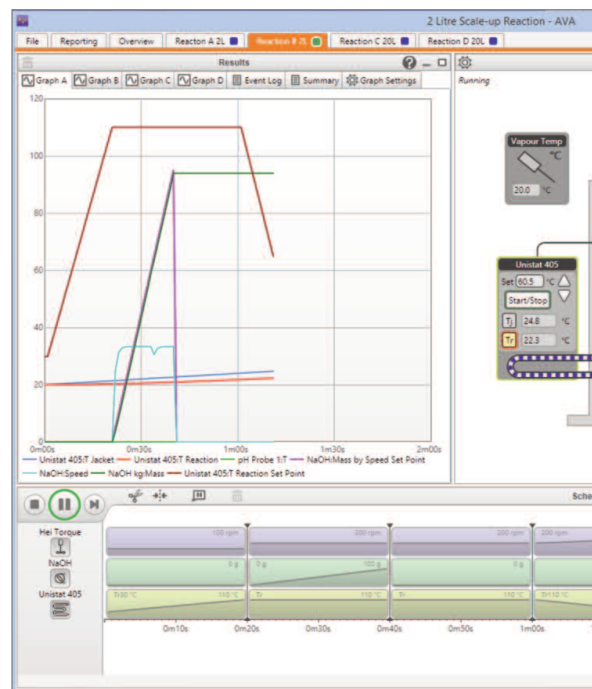 2 Litre Scale-up Reaction - AVA
File Reporting Overview Reacton A 2L Reaction B 2L Reaction C 20L Reaction D 20L
Results
Running
Graph A Graph B Graph C Graph D Event Log Summary Graph Settings
120
100
80
60
40
20
0
0m00s 0m30s 1m00s 1m30s 2m00s
Unistat 405:T Jacket Unistat 405:T Reaction pH Probe 1:T NaOH:Mass by Speed Set Point
NaOH:Speed NaOH kg:Mass Unistat 405:T Reaction Set Point
Vapour Temp
°C
20.0 °C
Unistat 405
Set 60.5 °C
Start/Stop
Tj 24.8 °C
Tr 22.3 °C
Sche
Hei Torque
100 rpm 200 rpm 200 rpm 200 rpm
NaOH
0 g 0 g 100 g 0 g
Unistat 405
Tr30 °C 110 °C Tr 110 °C Tr 110 °C Tr110 °C
0m10s 0m20s 0m30s 0m40s 0m50s 1m00s